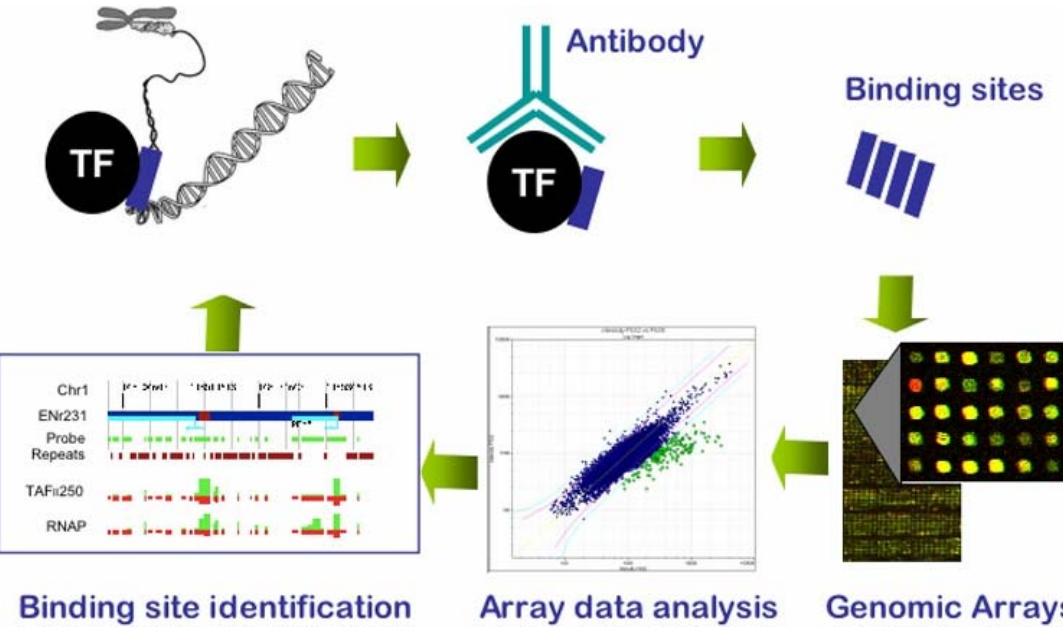 Antibody
Binding sites
TF
TF
Chr1
ENr231
Probe
Repeats
TAFII250
RNAP
Binding site identification
Array data analysis
Genomic Arrays